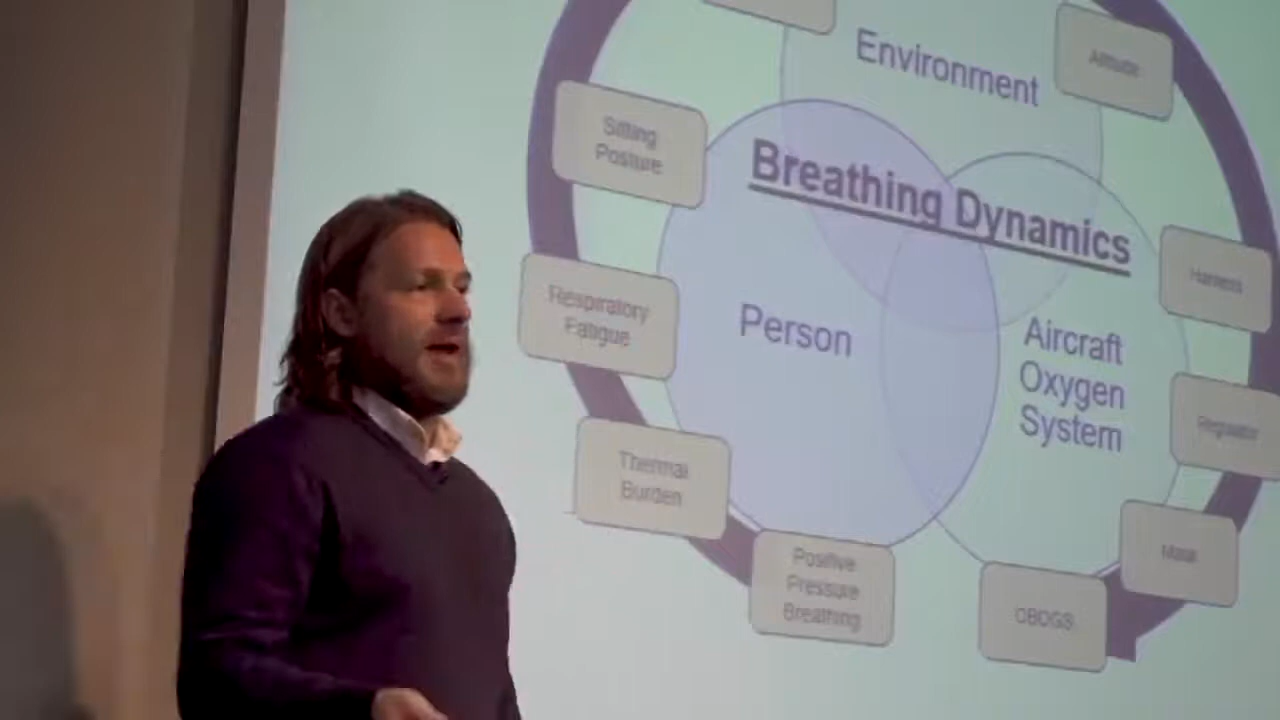 Environment
Altitude
Sitting
Posture
Breathing Dynamics
Harness
Respiratory
Fatigue
Person
Aircraft
Oxygen
System
Regulator
Thermal
Burden
Mask
Positive
Pressure
Breathing
OBOGS